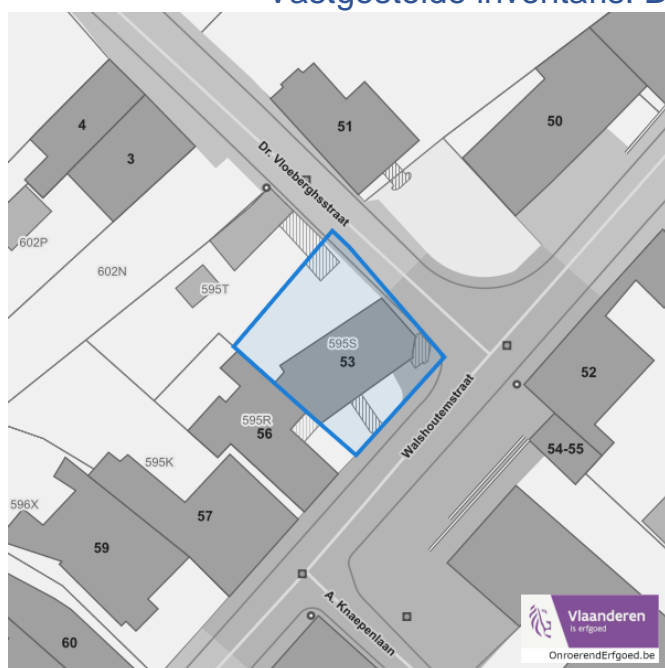 Vastgestelde inventaris: B
4
51
50
3
Dr. Vloeberghsstraat
602P
602N
595T
595S
53
52
Walshoutemstraat
595R
56
54-55
595K
57
596X
59
A. Knaepenlaan
60
Vlaanderen
is erfgoed
OnroerendErfgoed.be